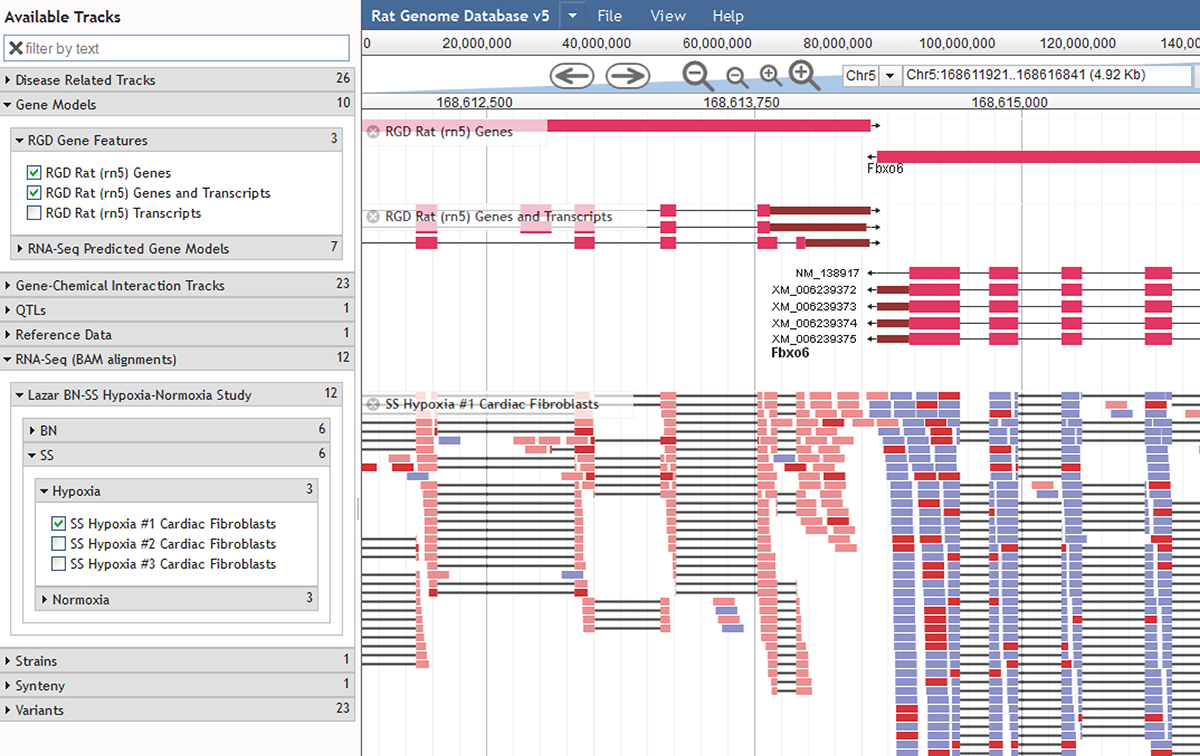 Available Tracks
filter by text
Disease Related Tracks 26
Gene Models 10
RGD Gene Features 3
RGD Rat (rn5) Genes
RGD Rat (rn5) Genes and Transcripts
RGD Rat (rn5) Transcripts
RNA-Seq Predicted Gene Models 7
Gene-Chemical Interaction Tracks 23
QTLs 1
Reference Data 1
RNA-Seq (BAM alignments) 12
Lazar BN-SS Hypoxia-Normoxia Study 12
BN 6
SS 6
Hypoxia 3
SS Hypoxia #1 Cardiac Fibroblasts
SS Hypoxia #2 Cardiac Fibroblasts
SS Hypoxia #3 Cardiac Fibroblasts
Normoxia 3
Strains 1
Synteny 1
Variants 23
Rat Genome Database v5 File View Help
0 20,000,000 40,000,000 60,000,000 80,000,000 100,000,000 120,000,000 140,00
Chr5 Chr5:168611921..168616841 (4.92 Kb)
168,612,500 168,613,750 168,615,000
RGD Rat (rn5) Genes
Fbxo6
RGD Rat (rn5) Genes and Transcripts
NM_138917
XM_006239372
XM_006239373
XM_006239374
XM_006239375
Fbxo6
SS Hypoxia #1 Cardiac Fibroblasts